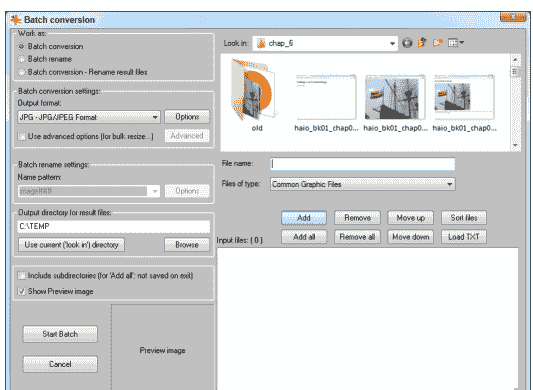 Batch conversion
Work as:
Batch conversion
Batch rename
Batch conversion - Rename result files
Batch conversion settings:
Output format:
JPG - JPG/JPEG Format
Options
Use advanced options (for bulk resize...)
Advanced
Batch rename settings:
Name pattern:
image###
Options
Output directory for result files:
C:\TEMP
Use current ('look in') directory
Browse
Include subdirectories (for 'Add all'; not saved on exit)
Show Preview image
Start Batch
Cancel
Preview image
Look in:
chap_6
old
haio_bk01_chap0...
haio_bk01_chap0...
haio_bk01_chap0...
File name:
Files of type:
Common Graphic Files
Add
Remove
Move up
Sort files
Input files: ( 0 )
Add all
Remove all
Move down
Load TXT